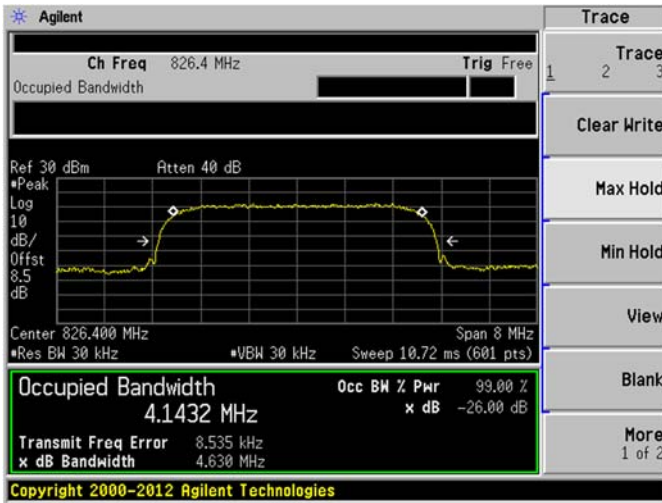 Agilent
Trace
Ch Freq 826.4 MHz Trig Free
Occupied Bandwidth
Trace
1 2 3
Clear Write
Max Hold
Min Hold
View
Blank
More
1 of 2
Ref 30 dBm Atten 40 dB
*Peak
Log
10
dB/
Offst
8.5
dB
Center 826.400 MHz Span 8 MHz
*Res BW 30 kHz *VBW 30 kHz Sweep 10.72 ms (601 pts)
Occupied Bandwidth
4.1432 MHz
Occ BW % Pwr 99.00 %
x dB -26.00 dB
Transmit Freq Error 8.535 kHz
x dB Bandwidth 4.630 MHz
Copyright 2000-2012 Agilent Technologies